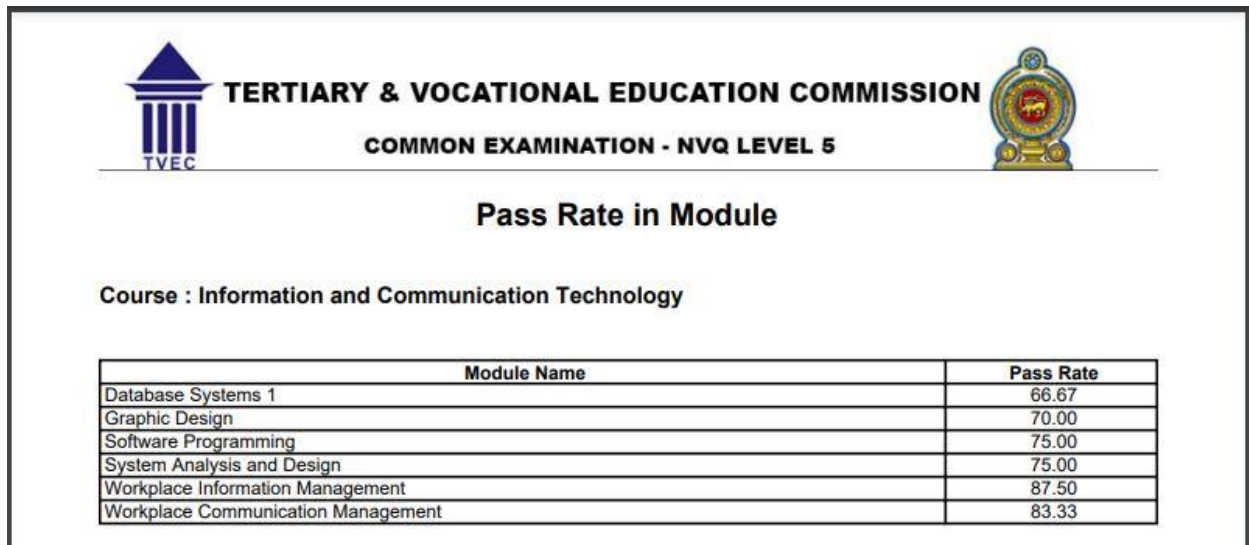 TERTIARY & VOCATIONAL EDUCATION COMMISSION
COMMON EXAMINATION - NVQ LEVEL 5
TVEC
Pass Rate in Module
Course : Information and Communication Technology
Module Name Pass Rate
Database Systems 1 66.67
Graphic Design 70.00
Software Programming 75.00
System Analysis and Design 75.00
Workplace Information Management 87.50
Workplace Communication Management 83.33